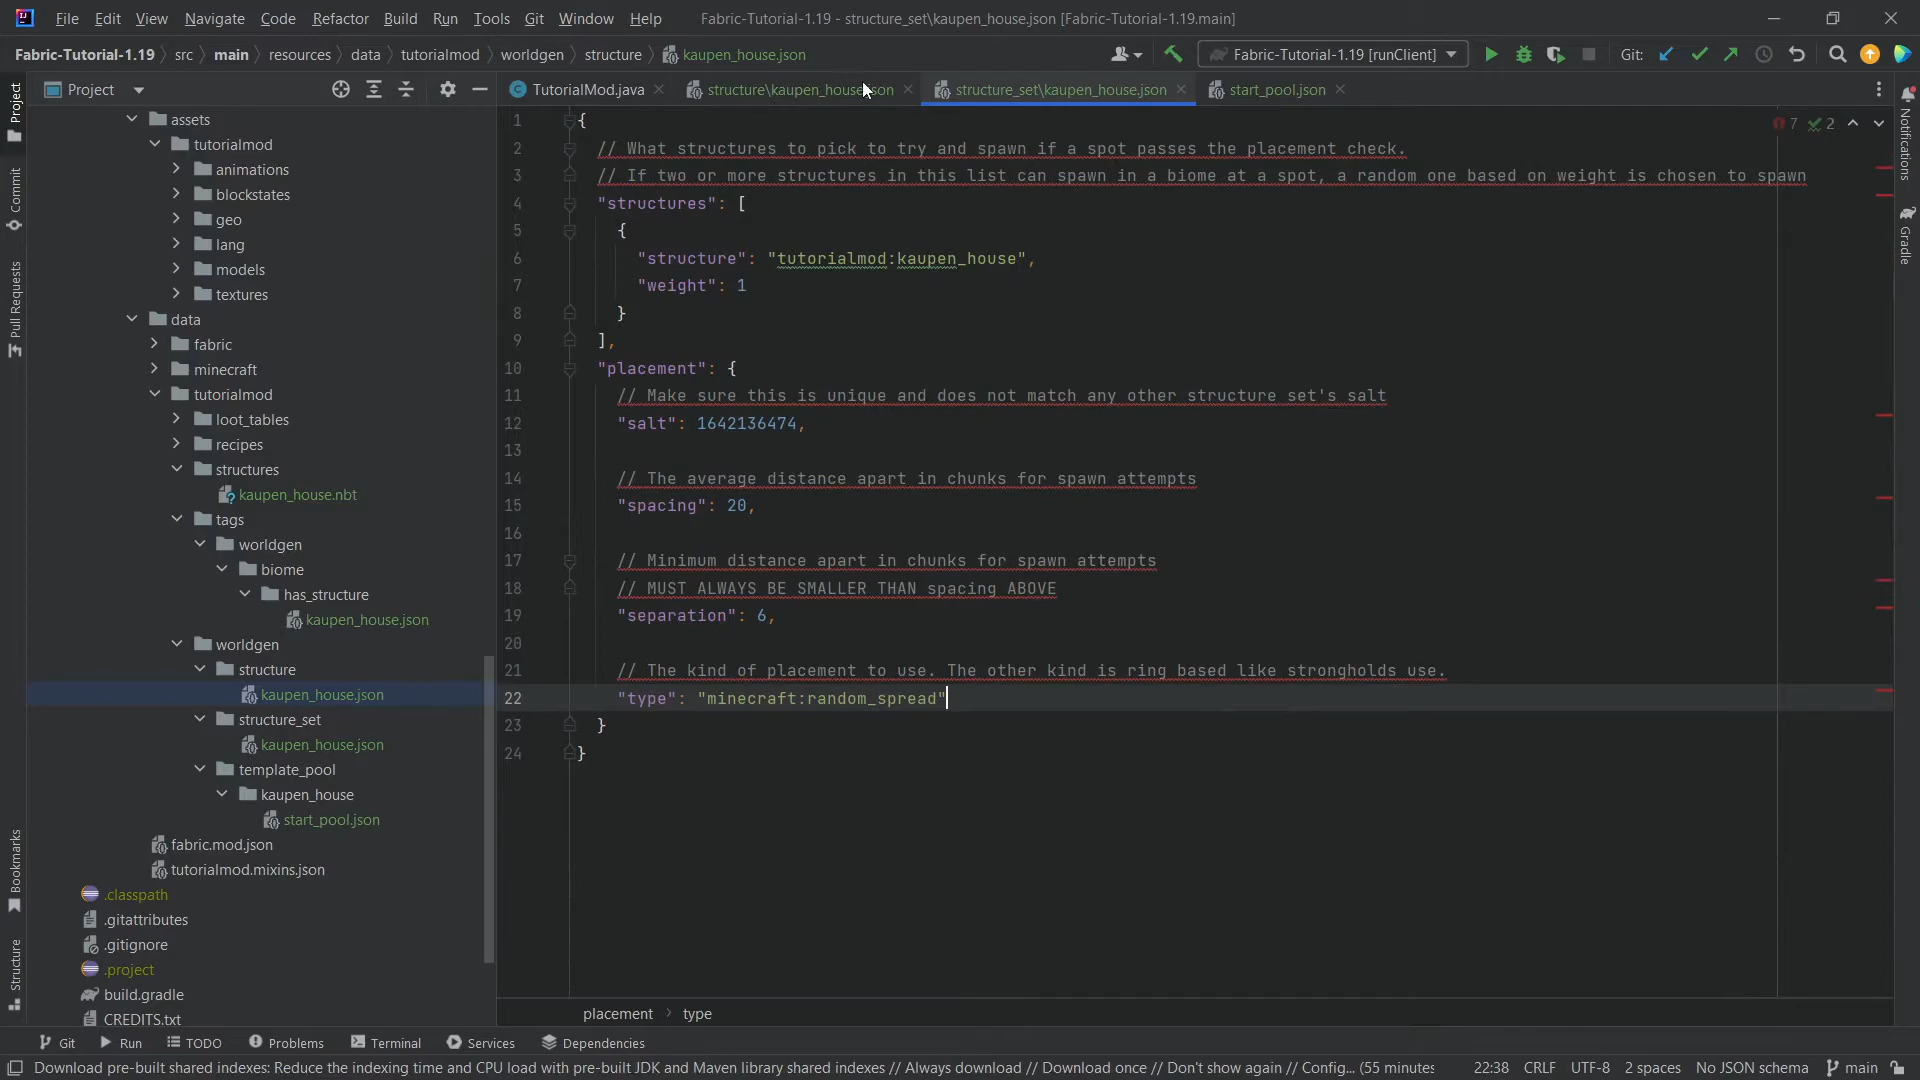 File Edit View Navigate Code Refactor Build Run Tools Git Window Help Fabric-Tutorial-1.19 - structure_set\kaupen_house.json [Fabric-Tutorial-1.19.main]
Fabric-Tutorial-1.19 src main resources data tutorialmod worldgen structure kaupen_house.json Fabric-Tutorial-1.19 [runClient] Git:
Project
TutorialMod.java structure\kaupen_house.json structure_set\kaupen_house.json start_pool.json
Project
Commit
Pull Requests
Bookmarks
Structure
assets
tutorialmod
animations
blockstates
geo
lang
models
textures
data
fabric
minecraft
tutorialmod
loot_tables
recipes
structures
kaupen_house.nbt
tags
worldgen
biome
has_structure
kaupen_house.json
worldgen
structure
kaupen_house.json
structure_set
kaupen_house.json
template_pool
kaupen_house
start_pool.json
fabric.mod.json
tutorialmod.mixins.json
.classpath
.gitattributes
.gitignore
.project
build.gradle
CREDITS.txt
7 2
1 {
2 // What structures to pick to try and spawn if a spot passes the placement check.
3 // If two or more structures in this list can spawn in a biome at a spot, a random one based on weight is chosen to spawn
4 "structures": [
5 {
6 "structure": "tutorialmod:kaupen_house",
7 "weight": 1
8 }
9 ],
10 "placement": {
11 // Make sure this is unique and does not match any other structure set's salt
12 "salt": 1642136474,
13
14 // The average distance apart in chunks for spawn attempts
15 "spacing": 20,
16
17 // Minimum distance apart in chunks for spawn attempts
18 // MUST ALWAYS BE SMALLER THAN spacing ABOVE
19 "separation": 6,
20
21 // The kind of placement to use. The other kind is ring based like strongholds use.
22 "type": "minecraft:random_spread"
23 }
24 }
Notifications
Gradle
placement type
Git Run TODO Problems Terminal Services Dependencies
Download pre-built shared indexes: Reduce the indexing time and CPU load with pre-built JDK and Maven library shared indexes // Always download // Download once // Don't show again // Config... (55 minutes 22:38 CRLF UTF-8 2 spaces No JSON schema main